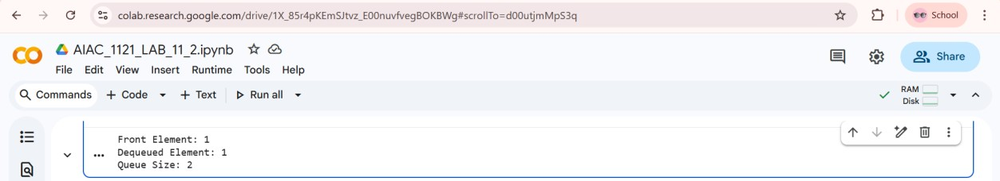 colab.research.google.com/drive/1X_85r4pKEmSJtvz_E00nuvfvegBOKBWg#scrollTo=d00utjmMpS3q
School
AIAC_1121_LAB_11_2.ipynb
File Edit View Insert Runtime Tools Help
Share
Commands + Code + Text Run all
RAM
Disk
Front Element: 1
Dequeued Element: 1
Queue Size: 2